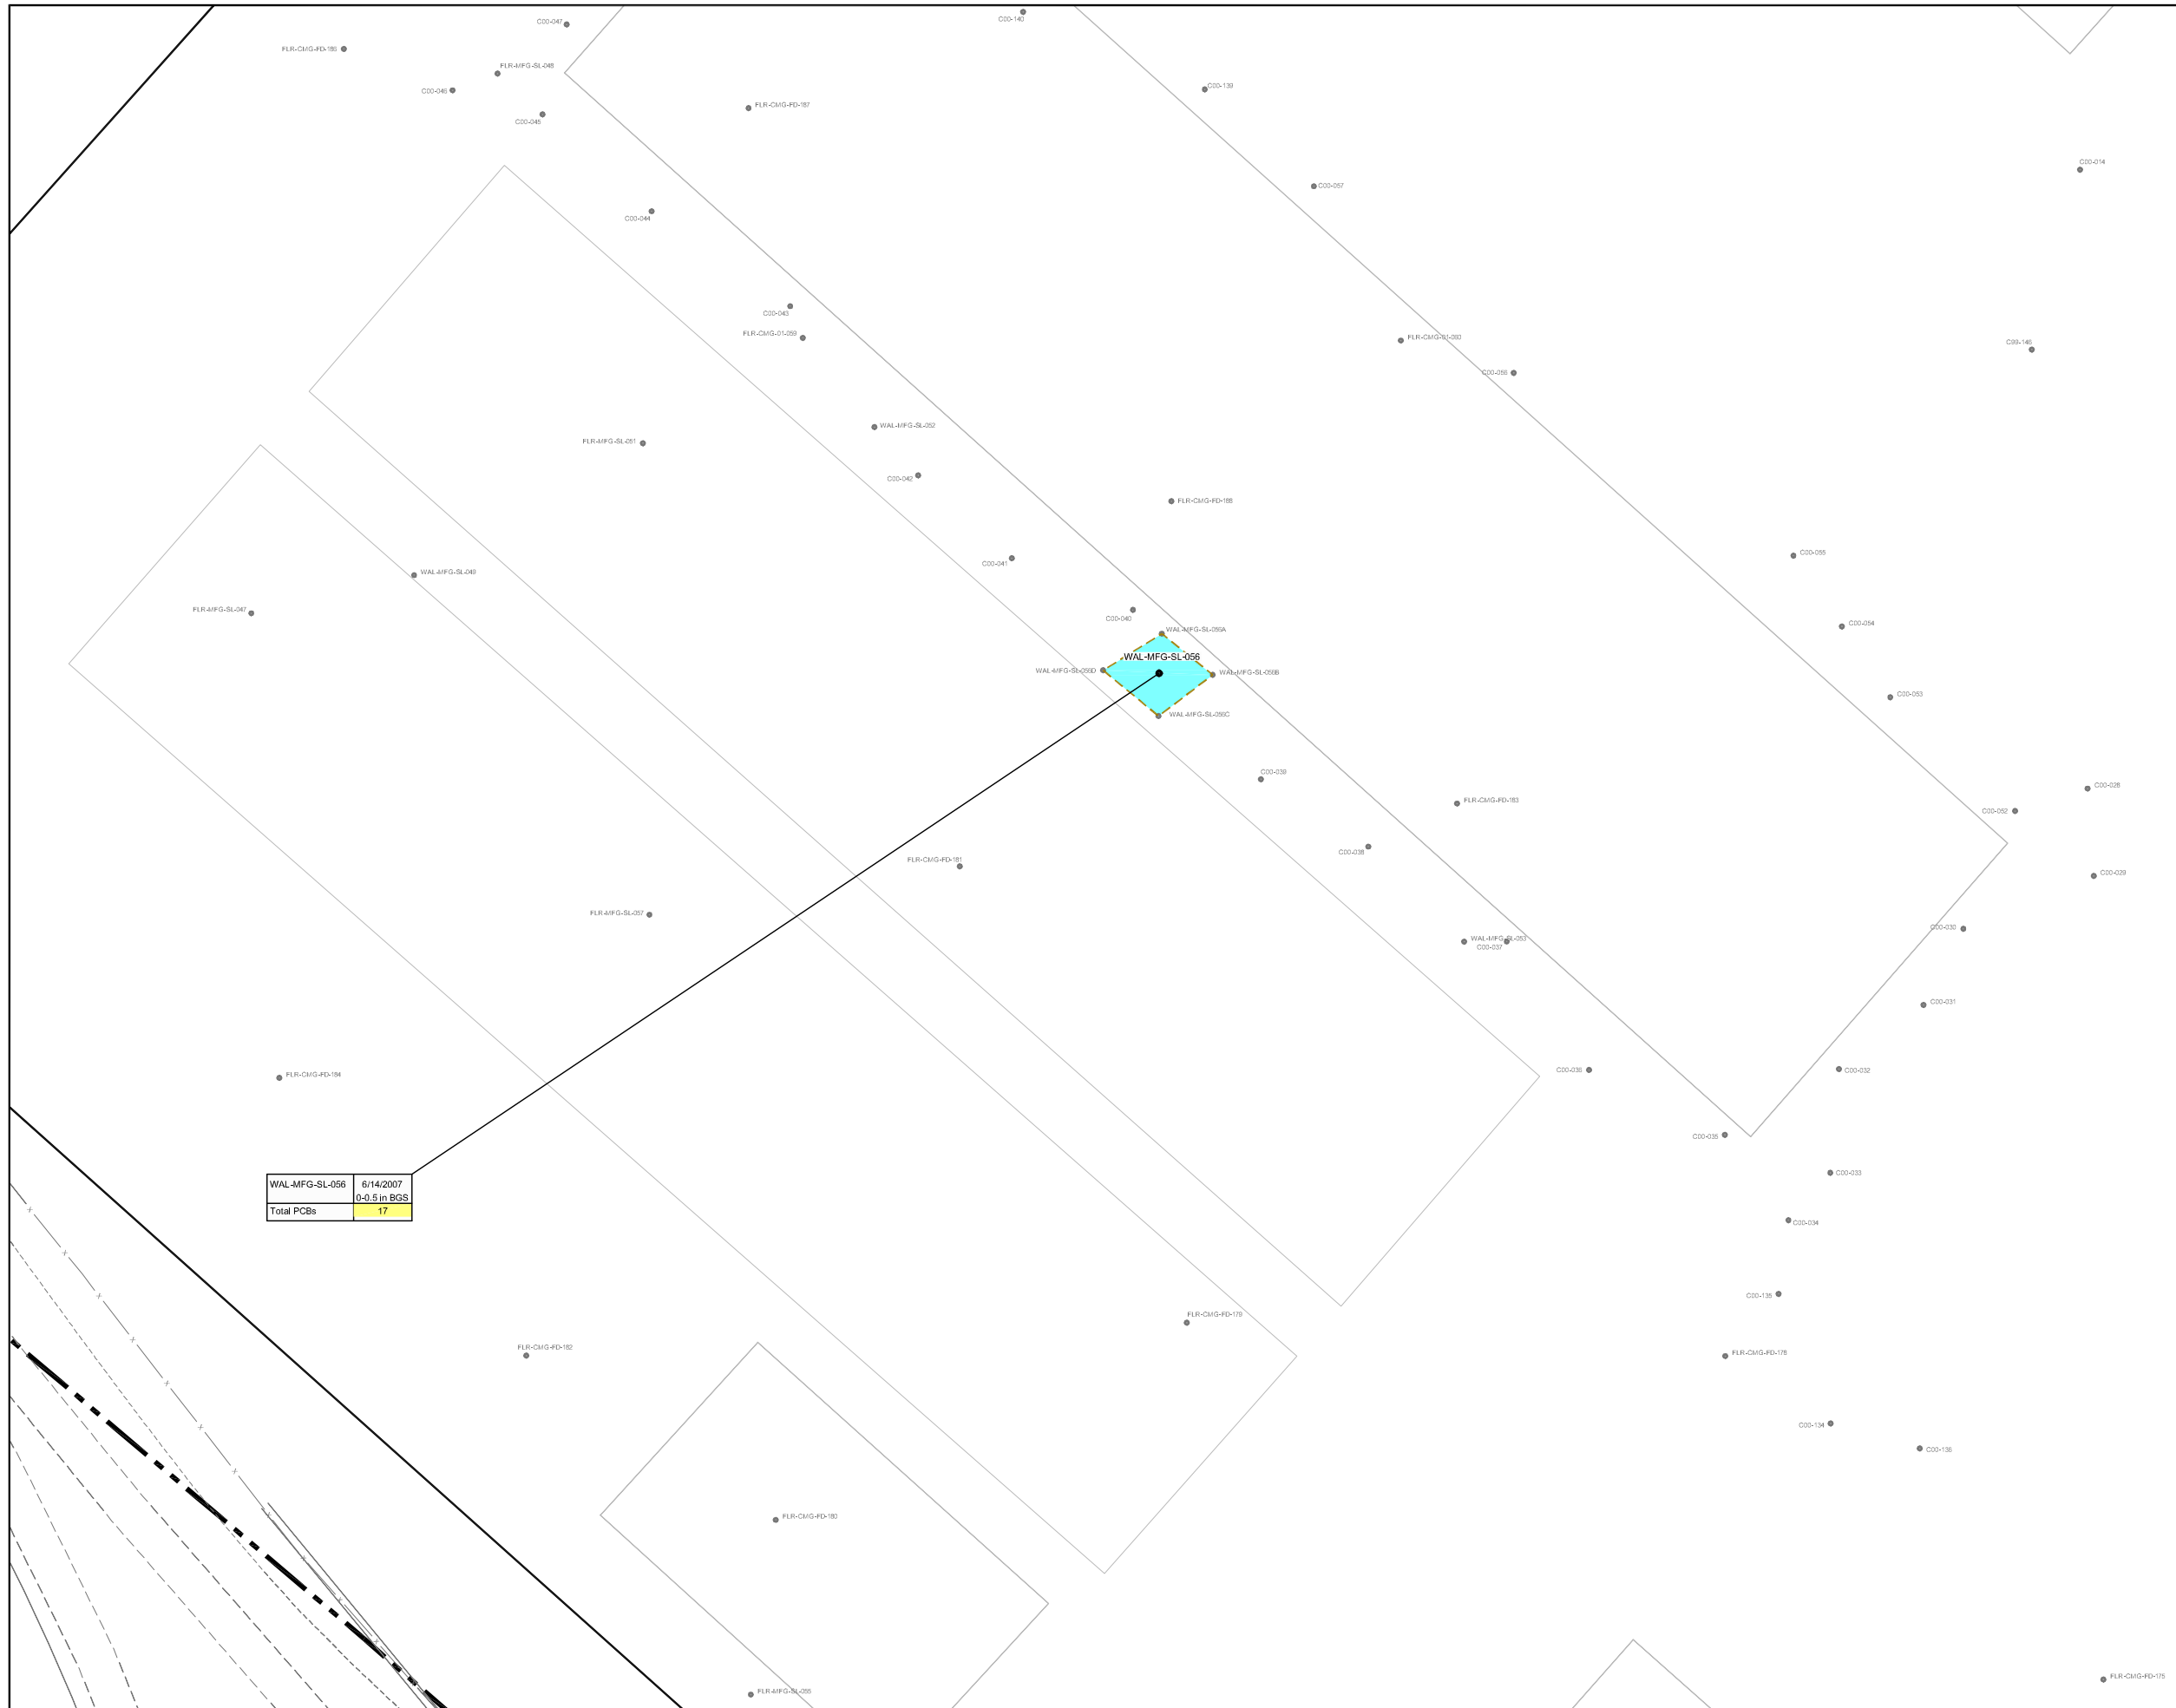 C00-140
C00-047
FLR-CMG-FD-186
FLR-MFG-SL-048
C00-046
C00-139
FLR-CMG-FD-187
C00-045
C00-014
C00-057
C00-044
C00-043
FLR-CMG-01-059
FLR-CMG-01-060
C99-146
C00-056
WAL-MFG-SL-052
FLR-MFG-SL-051
C00-042
FLR-CMG-FD-188
C00-055
C00-041
WAL-MFG-SL-049
FLR-MFG-SL-047
C00-040
C00-054
WAL-MFG-SL-056A
WAL-MFG-SL-056
WAL-MFG-SL-056D
WAL-MFG-SL-056B
C00-053
WAL-MFG-SL-056C
C00-039
C00-028
FLR-CMG-FD-183
C00-052
C00-038
FLR-CMG-FD-181
C00-029
FLR-MFG-SL-057
C00-030
WAL-MFG-SL-053
C00-037
C00-031
C00-036
C00-032
FLR-CMG-FD-184
C00-035
C00-033
WAL-MFG-SL-056 6/14/2007
0-0.5 in BGS
Total PCBs 17
C00-034
C00-135
FLR-CMG-FD-179
FLR-CMG-FD-182
FLR-CMG-FD-178
C00-134
C00-136
FLR-CMG-FD-180
FLR-CMG-FD-175
FLR-MFG-SL-055